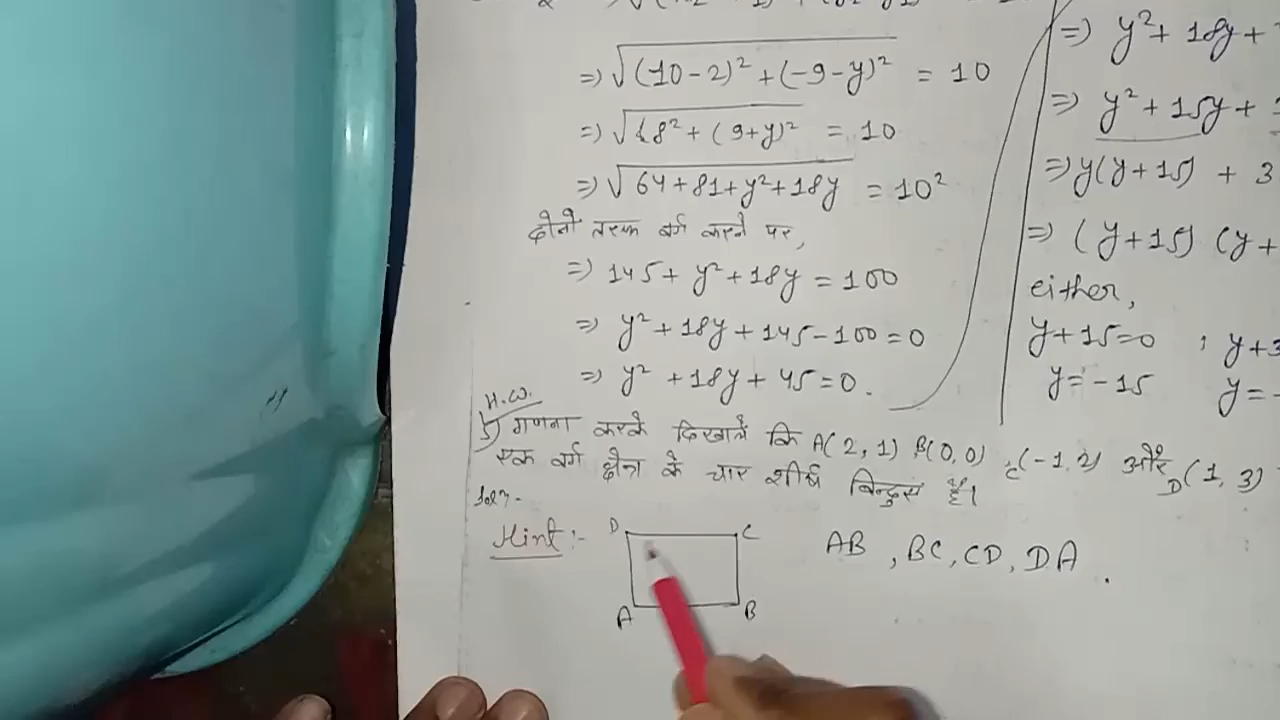 => √(-10-2)² + (-9-y)² = 10
=> √18² + (9+y)² = 10
=> √64+81+y²+18y = 10²
दोनों तरफ वर्ग करने पर,
=> 145 + y² + 18y = 100
=> y² + 18y + 145 - 100 = 0
=> y² + 18y + 45 = 0.
=> y² + 18y +
=> y² + 15y +
=> y(y+15) + 3
=> (y+15) (y+
either,
y+15=0 ; y+3
y = -15 y = -
H.W.
5) गणना करके दिखाले कि A(2, 1) B(0,0) C(-1, 2) और D(1, 3)
एक वर्ग क्षेत्र के चार शीर्ष बिन्दुएं हैं।
Soln-
Hint :-
D C
A B
AB , BC, CD, DA .